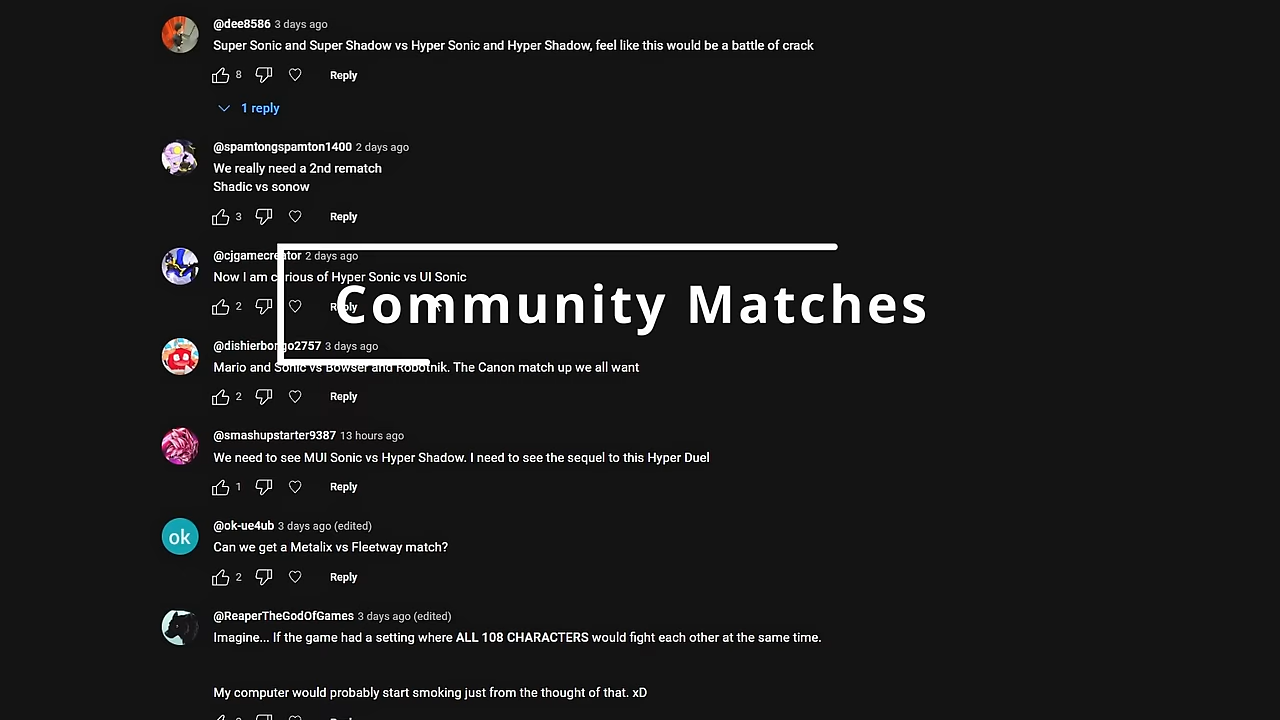 @dee8586 3 days ago
Super Sonic and Super Shadow vs Hyper Sonic and Hyper Shadow, feel like this would be a battle of crack
8 Reply
1 reply
@spamtongspamton1400 2 days ago
We really need a 2nd rematch
Shadic vs sonow
3 Reply
@cjgamecreator 2 days ago
Now I am curious of Hyper Sonic vs UI Sonic
2 Reply
Community Matches
@dishierbongo2757 3 days ago
Mario and Sonic vs Bowser and Robotnik. The Canon match up we all want
2 Reply
@smashupstarter9387 13 hours ago
We need to see MUI Sonic vs Hyper Shadow. I need to see the sequel to this Hyper Duel
1 Reply
ok
@ok-ue4ub 3 days ago (edited)
Can we get a Metalix vs Fleetway match?
2 Reply
@ReaperTheGodOfGames 3 days ago (edited)
Imagine... If the game had a setting where ALL 108 CHARACTERS would fight each other at the same time.
My computer would probably start smoking just from the thought of that. xD